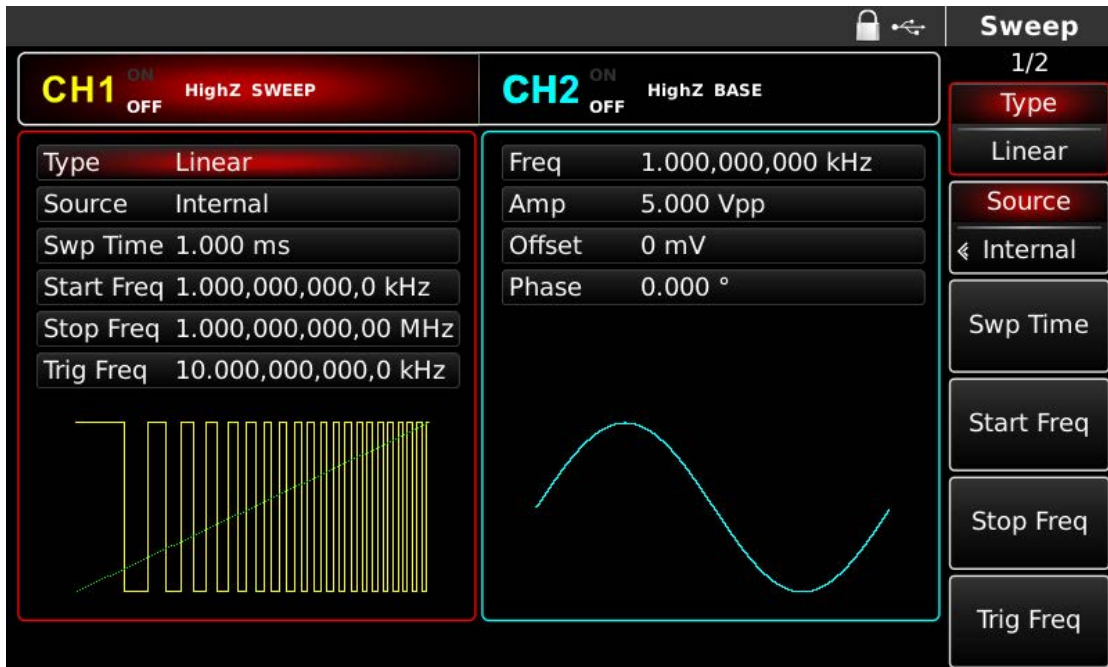 Sweep
1/2
CH1 ON OFF HighZ SWEEP
CH2 ON OFF HighZ BASE
Type Linear
Source Internal
Swp Time 1.000 ms
Start Freq 1.000,000,000,0 kHz
Stop Freq 1.000,000,000,00 MHz
Trig Freq 10.000,000,000,0 kHz
Freq 1.000,000,000 kHz
Amp 5.000 Vpp
Offset 0 mV
Phase 0.000 °
Type
Linear
Source
Internal
Swp Time
Start Freq
Stop Freq
Trig Freq